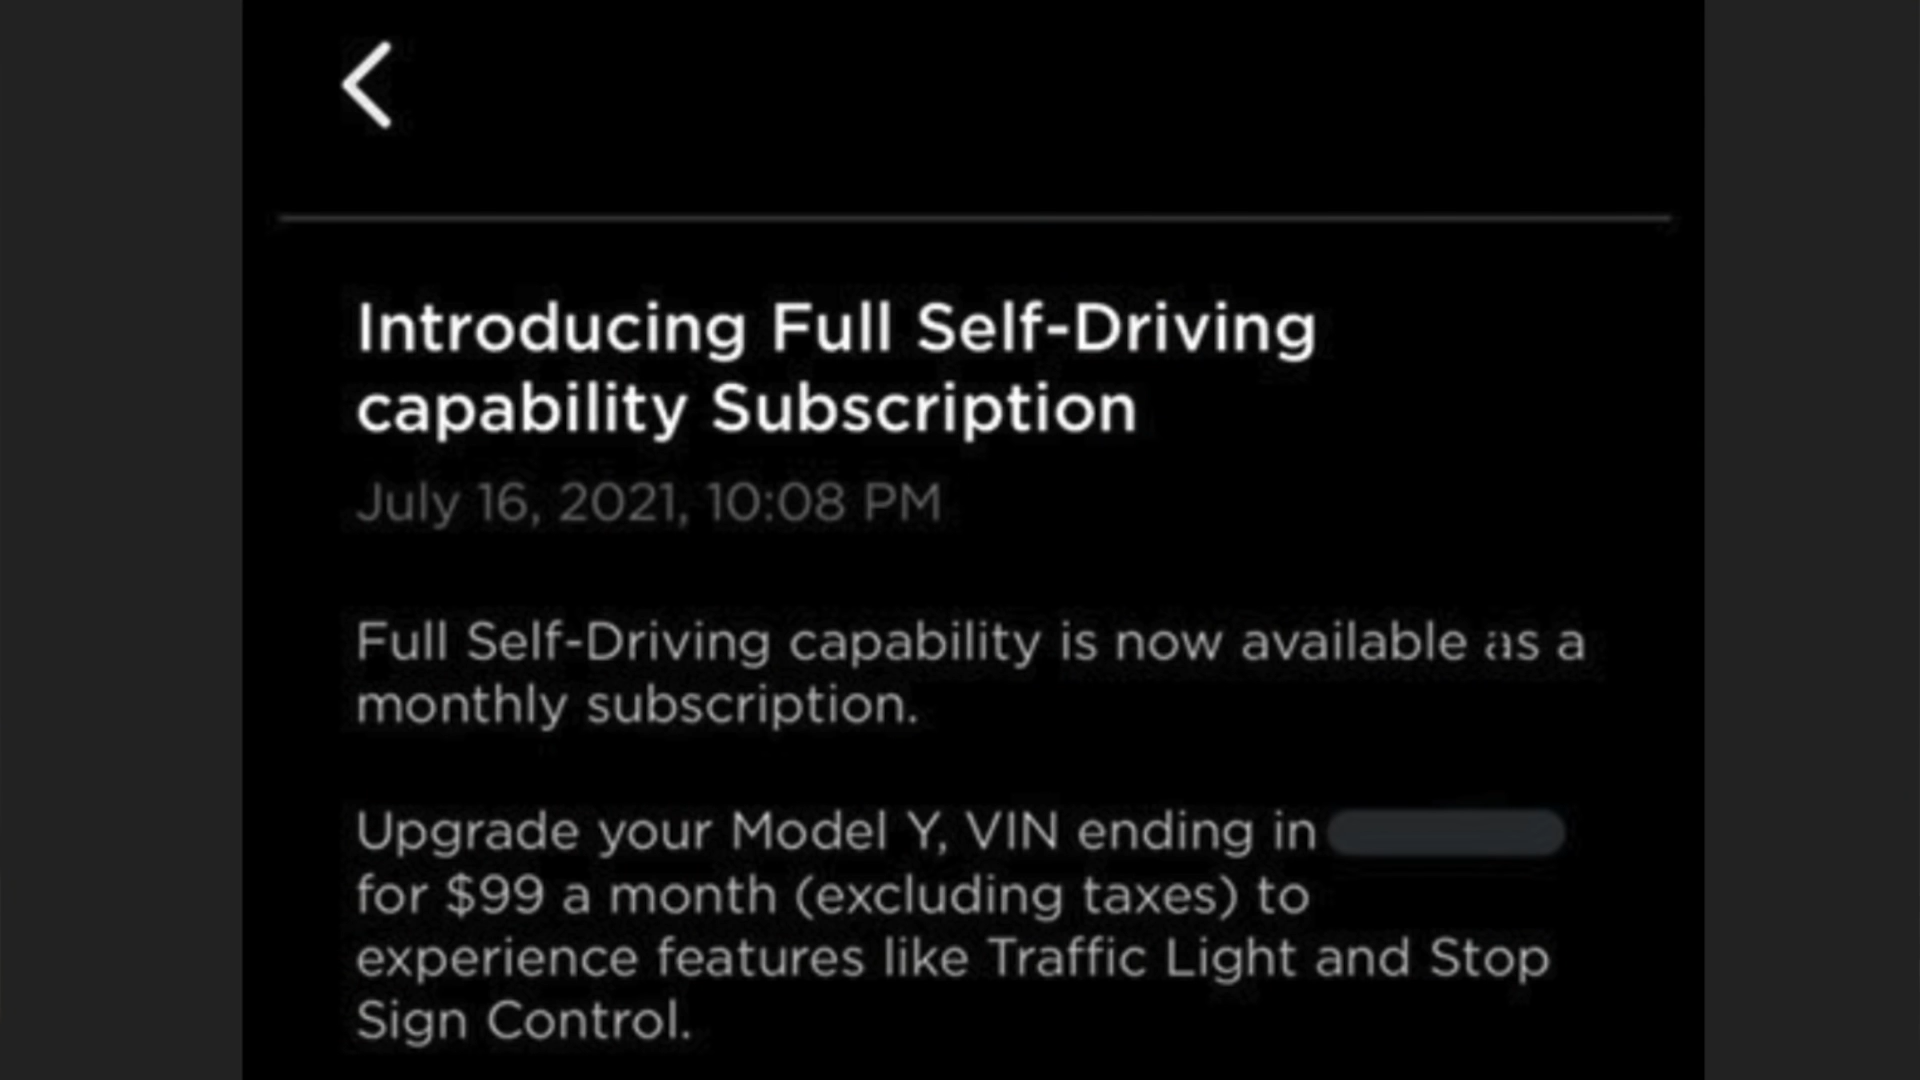 Introducing Full Self-Driving
capability Subscription
July 16, 2021, 10:08 PM
Full Self-Driving capability is now available as a
monthly subscription.
Upgrade your Model Y, VIN ending in
for $99 a month (excluding taxes) to
experience features like Traffic Light and Stop
Sign Control.